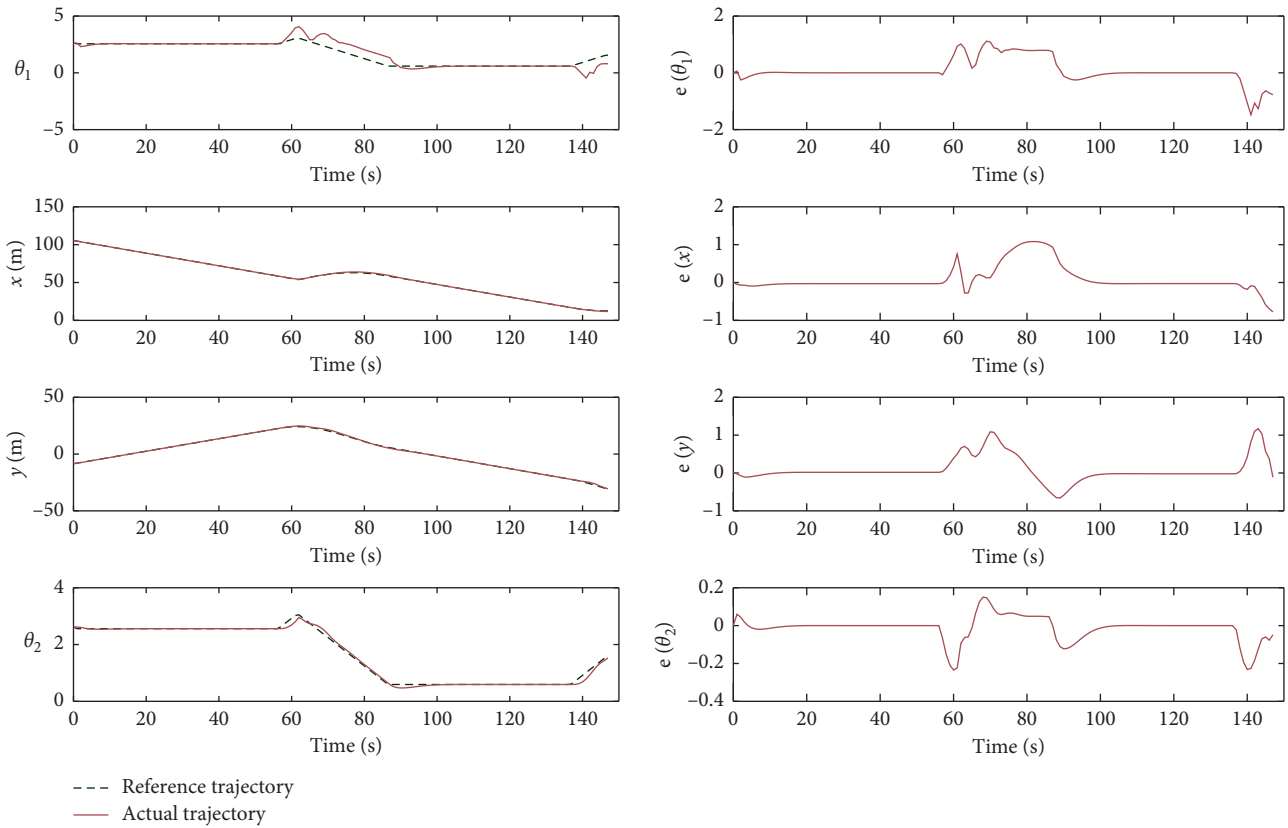 5
0
–5
θ1
0 20 40 60 80 100 120 140
Time (s)
2
0
–2
e (θ1)
0 20 40 60 80 100 120 140
Time (s)
150
100
50
0
x (m)
0 20 40 60 80 100 120 140
Time (s)
2
1
0
–1
e (x)
0 20 40 60 80 100 120 140
Time (s)
50
0
–50
y (m)
0 20 40 60 80 100 120 140
Time (s)
2
1
0
–1
e (y)
0 20 40 60 80 100 120 140
Time (s)
4
2
0
θ2
0 20 40 60 80 100 120 140
Time (s)
0.2
0
–0.2
–0.4
e (θ2)
0 20 40 60 80 100 120 140
Time (s)
Reference trajectory
Actual trajectory